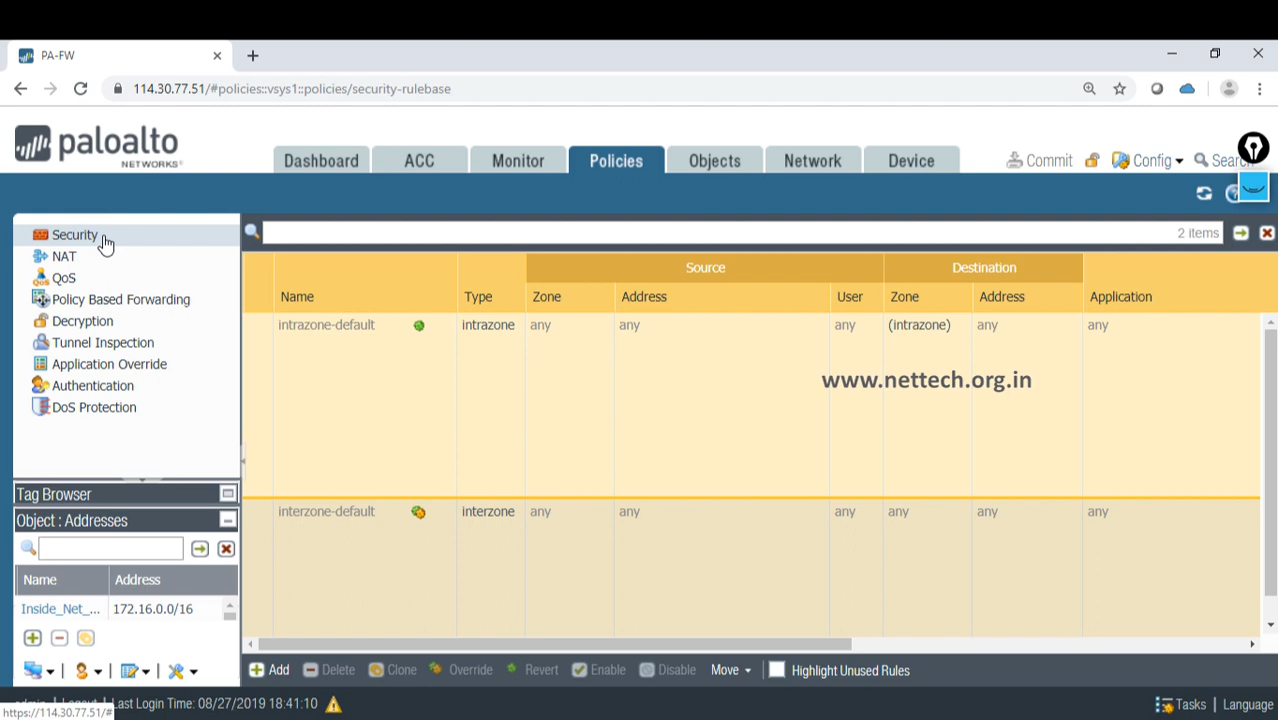 PA-FW
114.30.77.51/#policies::vsys1::policies/security-rulebase
paloalto
NETWORKS®
Dashboard ACC Monitor Policies Objects Network Device Commit Config Search
Security
NAT
QoS
Policy Based Forwarding
Decryption
Tunnel Inspection
Application Override
Authentication
DoS Protection
2 items
Source Destination
Name Type Zone Address User Zone Address Application
intrazone-default intrazone any any any (intrazone) any any
www.nettech.org.in
interzone-default interzone any any any any any any
Tag Browser
Object : Addresses
Name Address
Inside_Net_... 172.16.0.0/16
Add Delete Clone Override Revert Enable Disable Move Highlight Unused Rules
admin | Logout | Last Login Time: 08/27/2019 18:41:10 Tasks | Language
https://114.30.77.51/#